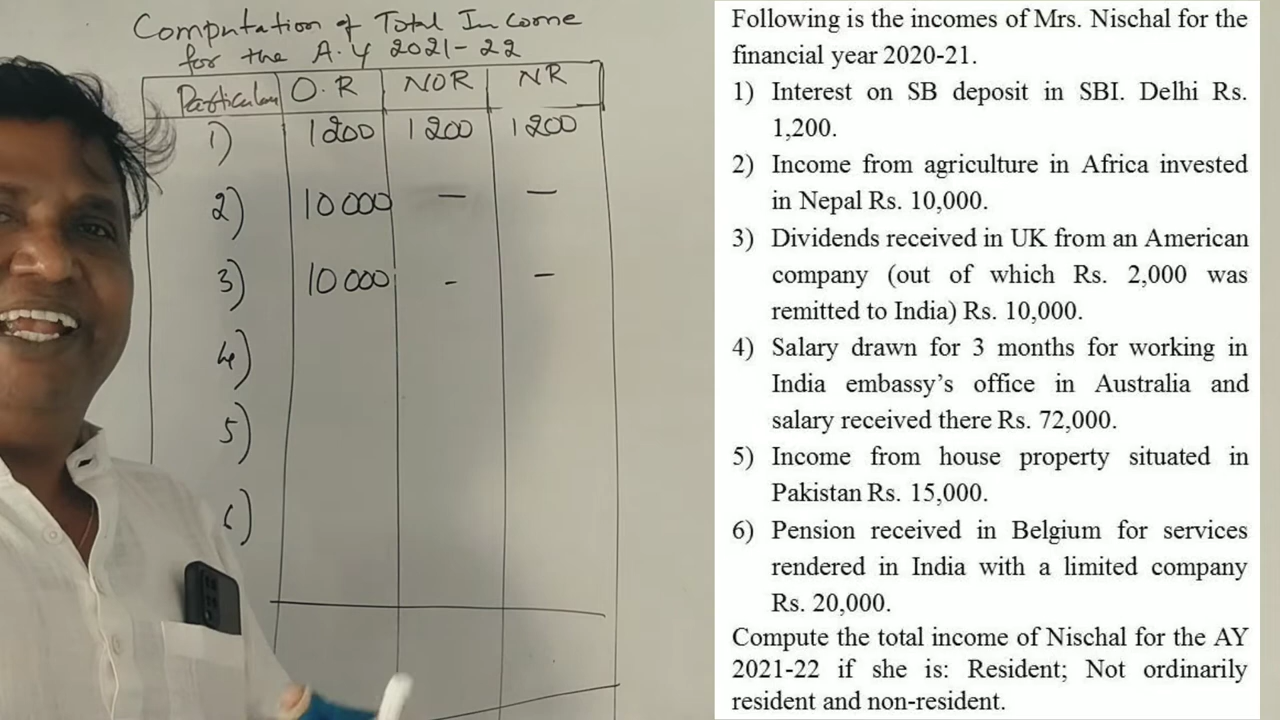 Computation of Total Income
for the A.Y 2021-22
Particulars O.R NOR NR
1) 1200 1200 1200
2) 10000 — —
3) 10000 - —
4)
5)
6)
Following is the incomes of Mrs. Nischal for the
financial year 2020-21.
1) Interest on SB deposit in SBI. Delhi Rs.
1,200.
2) Income from agriculture in Africa invested
in Nepal Rs. 10,000.
3) Dividends received in UK from an American
company (out of which Rs. 2,000 was
remitted to India) Rs. 10,000.
4) Salary drawn for 3 months for working in
India embassy’s office in Australia and
salary received there Rs. 72,000.
5) Income from house property situated in
Pakistan Rs. 15,000.
6) Pension received in Belgium for services
rendered in India with a limited company
Rs. 20,000.
Compute the total income of Nischal for the AY
2021-22 if she is: Resident; Not ordinarily
resident and non-resident.